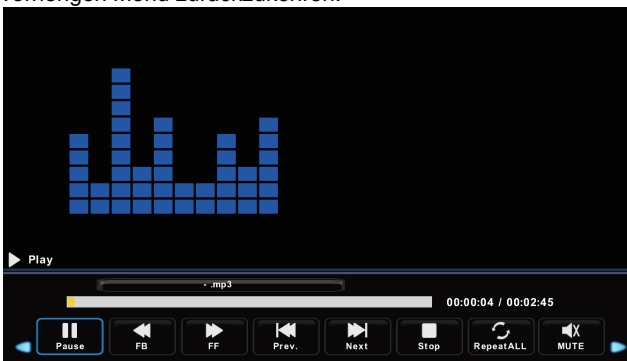 vorherigen Menü zurückzukehren.
Play
- .mp3
00:00:04 / 00:02:45
Pause
FB
FF
Prev.
Next
Stop
RepeatALL
MUTE